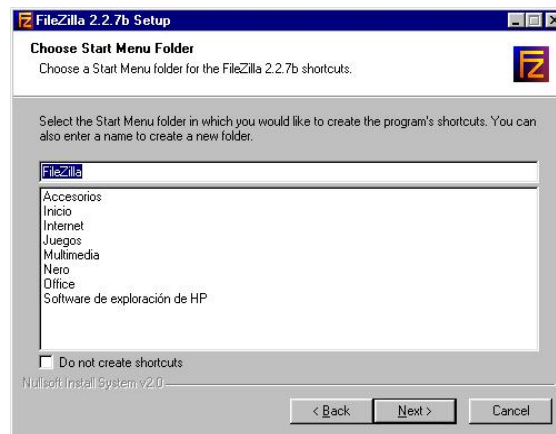 FileZilla 2.2.7b Setup
Choose Start Menu Folder
Choose a Start Menu folder for the FileZilla 2.2.7b shortcuts.
FZ
Select the Start Menu folder in which you would like to create the program's shortcuts. You can
also enter a name to create a new folder.
FileZilla
Accesorios
Inicio
Internet
Juegos
Multimedia
Nero
Office
Software de exploración de HP
Do not create shortcuts
Nullsoft Install System v2.0
< Back
Next >
Cancel